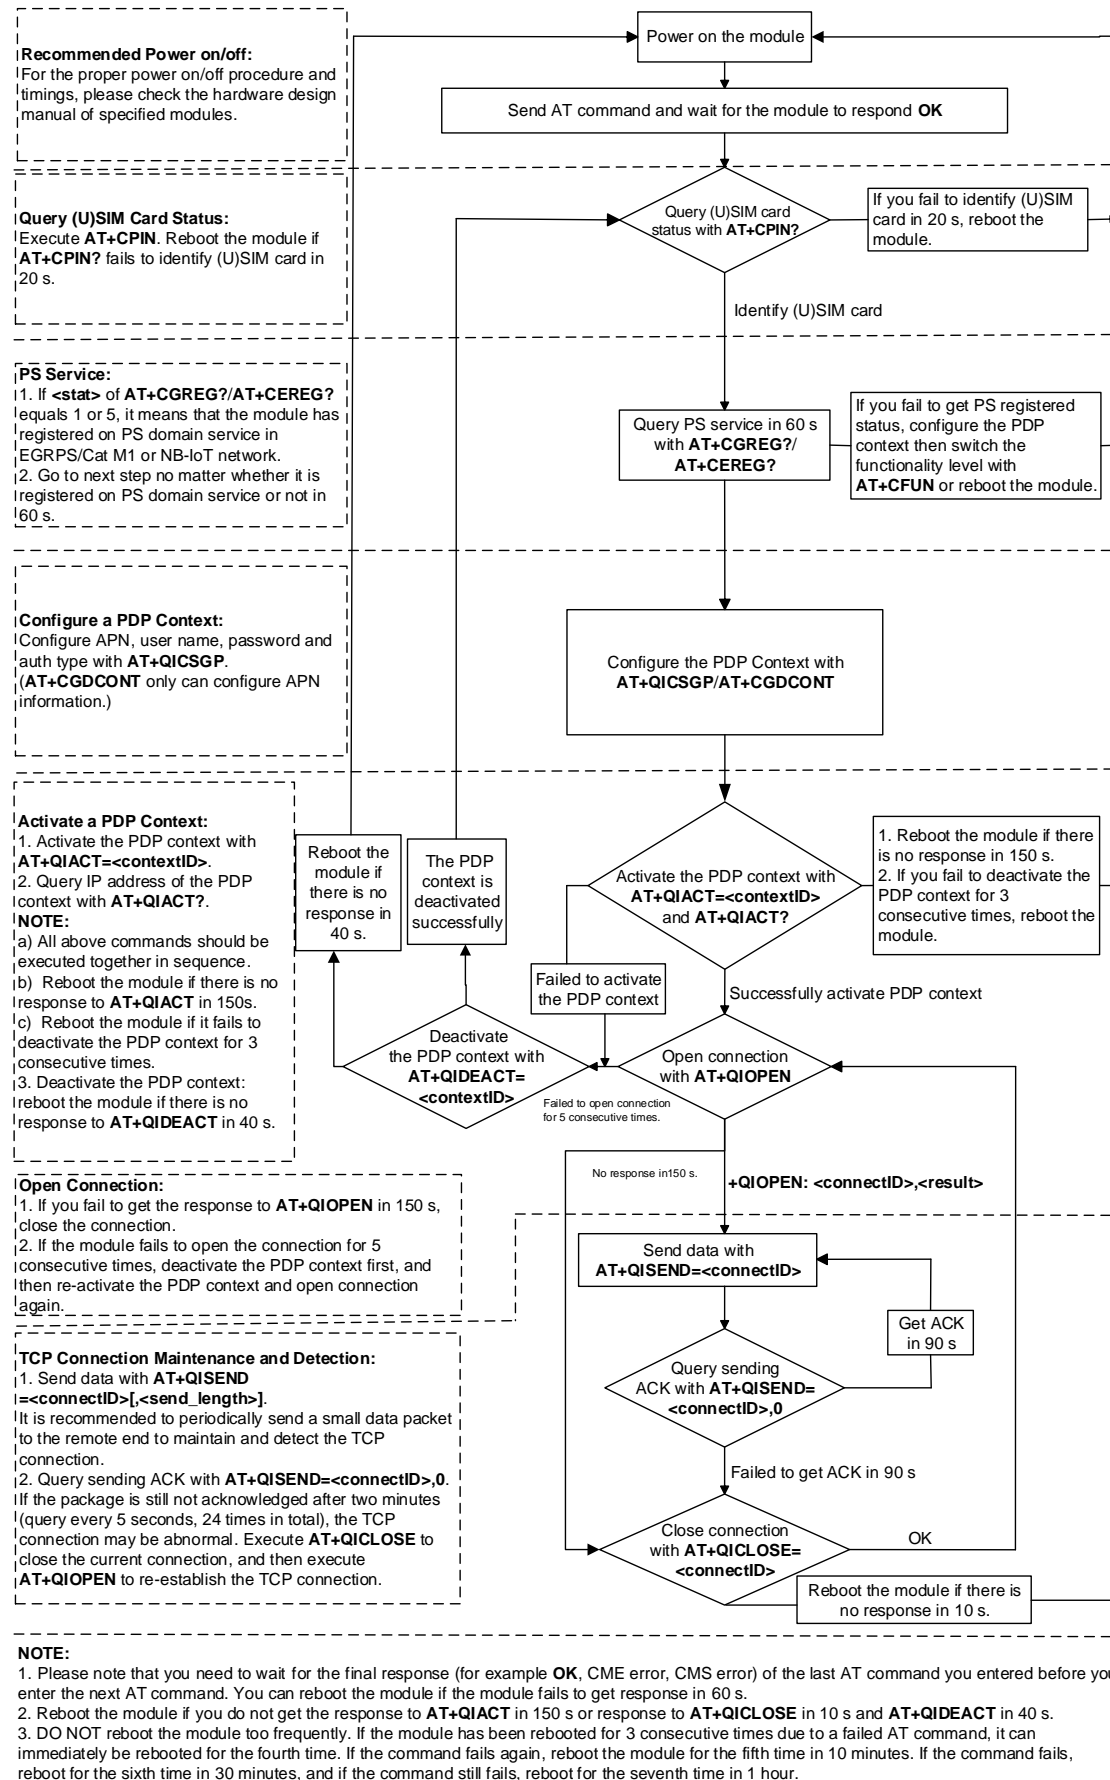 Power on the module
Recommended Power on/off:
For the proper power on/off procedure and
timings, please check the hardware design
manual of specified modules.
Send AT command and wait for the module to respond OK
Query (U)SIM Card Status:
Execute AT+CPIN. Reboot the module if
AT+CPIN? fails to identify (U)SIM card in
20 s.
Query (U)SIM card
status with AT+CPIN?
If you fail to identify (U)SIM
card in 20 s, reboot the
module.
Identify (U)SIM card
PS Service:
1. If <stat> of AT+CGREG?/AT+CEREG?
equals 1 or 5, it means that the module has
registered on PS domain service in
EGRPS/Cat M1 or NB-IoT network.
2. Go to next step no matter whether it is
registered on PS domain service or not in
60 s.
Query PS service in 60 s
with AT+CGREG?/
AT+CEREG?
If you fail to get PS registered
status, configure the PDP
context then switch the
functionality level with
AT+CFUN or reboot the module.
Configure a PDP Context:
Configure APN, user name, password and
auth type with AT+QICSGP.
(AT+CGDCONT only can configure APN
information.)
Configure the PDP Context with
AT+QICSGP/AT+CGDCONT
Activate a PDP Context:
1. Activate the PDP context with
AT+QIACT=<contextID>.
2. Query IP address of the PDP
context with AT+QIACT?.
NOTE:
a) All above commands should be
executed together in sequence.
b)  Reboot the module if there is no
response to AT+QIACT in 150s.
c)  Reboot the module if it fails to
deactivate the PDP context for 3
consecutive times.
3. Deactivate the PDP context:
reboot the module if there is no
response to AT+QIDEACT in 40 s.
Reboot the
module if
there is no
response in
40 s.
The PDP
context is
deactivated
successfully
Activate the PDP context with
AT+QIACT=<contextID>
and AT+QIACT?
1. Reboot the module if there
is no response in 150 s.
2. If you fail to deactivate the
PDP context for 3
consecutive times, reboot the
module.
Failed to activate
the PDP context
Successfully activate PDP context
Deactivate
the PDP context with
AT+QIDEACT=
<contextID>
Open connection
with AT+QIOPEN
Failed to open connection
for 5 consecutive times.
No response in150 s.
+QIOPEN: <connectID>,<result>
Open Connection:
1. If you fail to get the response to AT+QIOPEN in 150 s,
close the connection.
2. If the module fails to open the connection for 5
consecutive times, deactivate the PDP context first, and
then re-activate the PDP context and open connection
again.
Send data with
AT+QISEND=<connectID>
Get ACK
in 90 s
TCP Connection Maintenance and Detection:
1. Send data with AT+QISEND
=<connectID>[,<send_length>].
It is recommended to periodically send a small data packet
to the remote end to maintain and detect the TCP
connection.
2. Query sending ACK with AT+QISEND=<connectID>,0.
If the package is still not acknowledged after two minutes
(query every 5 seconds, 24 times in total), the TCP
connection may be abnormal. Execute AT+QICLOSE to
close the current connection, and then execute
AT+QIOPEN to re-establish the TCP connection.
Query sending
ACK with AT+QISEND=
<connectID>,0
Failed to get ACK in 90 s
Close connection
with AT+QICLOSE=
<connectID>
OK
Reboot the module if there is
no response in 10 s.
NOTE:
1. Please note that you need to wait for the final response (for example OK, CME error, CMS error) of the last AT command you entered before you
enter the next AT command. You can reboot the module if the module fails to get response in 60 s.
2. Reboot the module if you do not get the response to AT+QIACT in 150 s or response to AT+QICLOSE in 10 s and AT+QIDEACT in 40 s.
3. DO NOT reboot the module too frequently. If the module has been rebooted for 3 consecutive times due to a failed AT command, it can
immediately be rebooted for the fourth time. If the command fails again, reboot the module for the fifth time in 10 minutes. If the command fails,
reboot for the sixth time in 30 minutes, and if the command still fails, reboot for the seventh time in 1 hour.